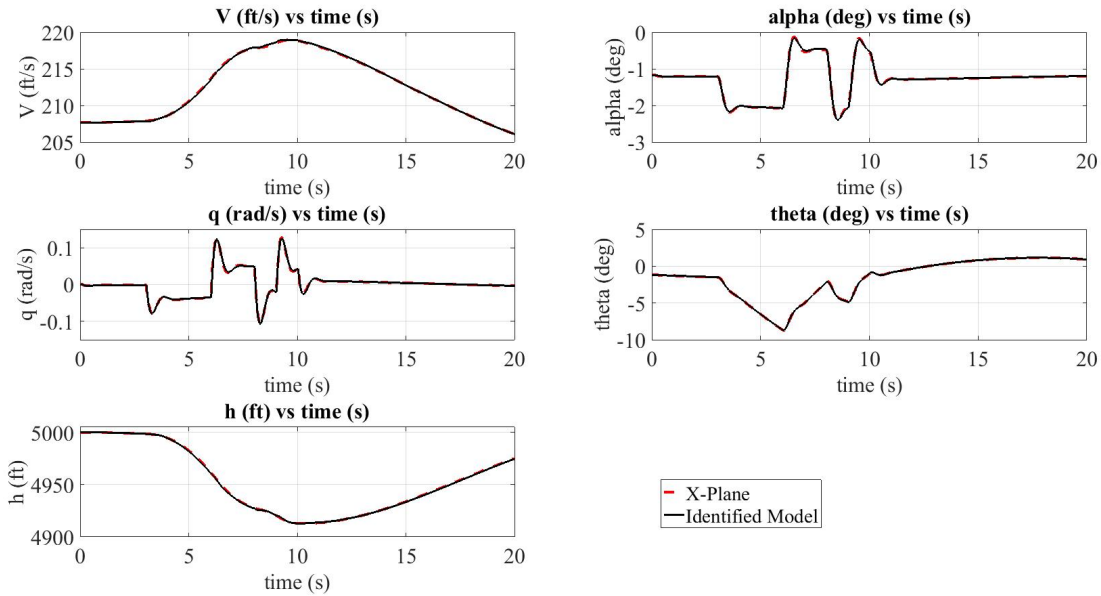 V (ft/s) vs time (s)
V (ft/s)
220
215
210
205
0 5 10 15 20
time (s)
alpha (deg) vs time (s)
alpha (deg)
0
-1
-2
-3
0 5 10 15 20
time (s)
q (rad/s) vs time (s)
q (rad/s)
0.1
0
-0.1
0 5 10 15 20
time (s)
theta (deg) vs time (s)
theta (deg)
5
0
-5
-10
0 5 10 15 20
time (s)
h (ft) vs time (s)
h (ft)
5000
4950
4900
0 5 10 15 20
time (s)
X-Plane
Identified Model